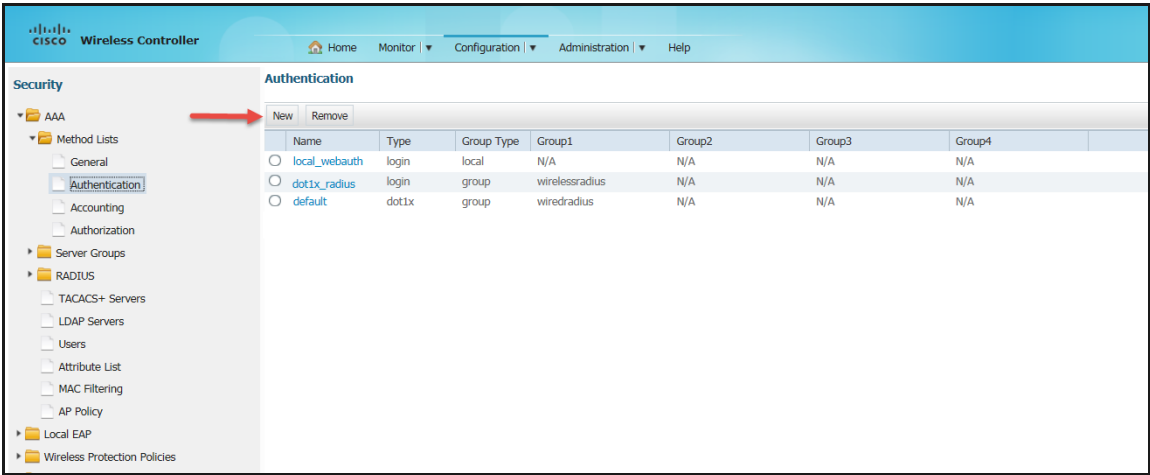 CISCO Wireless Controller
Home Monitor Configuration Administration Help
Security
AAA
Method Lists
General
Authentication
Accounting
Authorization
Server Groups
RADIUS
TACACS+ Servers
LDAP Servers
Users
Attribute List
MAC Filtering
AP Policy
Local EAP
Wireless Protection Policies
Authentication
New Remove
Name Type Group Type Group1 Group2 Group3 Group4
local_webauth login local N/A N/A N/A N/A
dot1x_radius login group wirelessradius N/A N/A N/A
default dot1x group wiredradius N/A N/A N/A